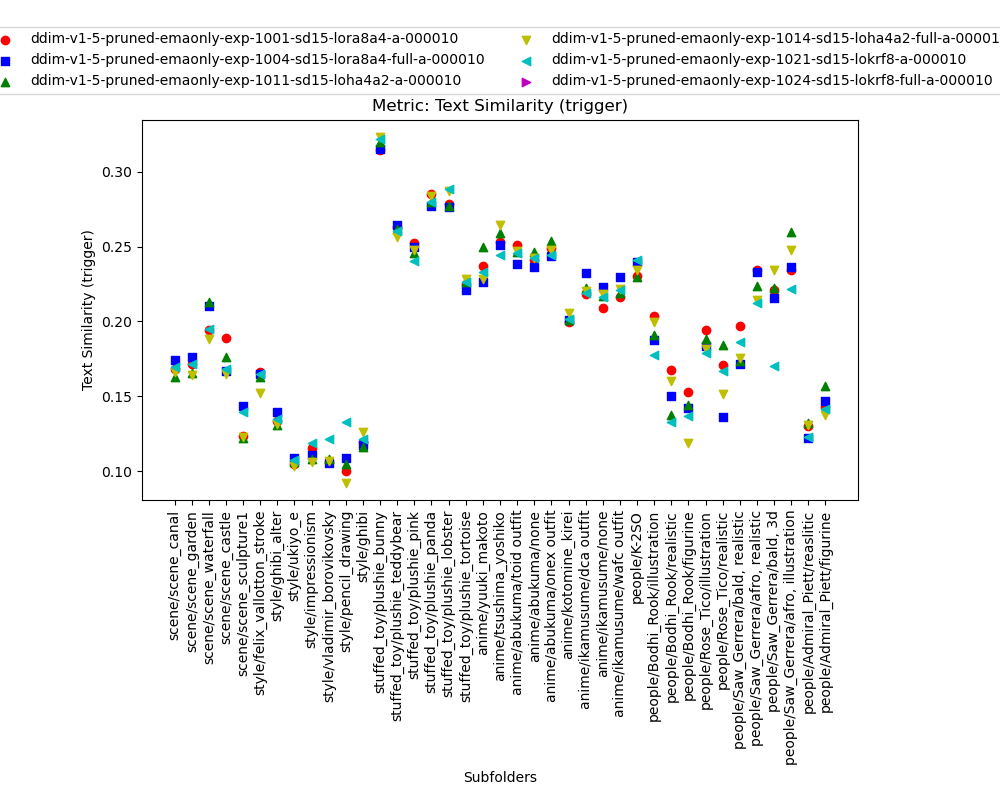 ddim-v1-5-pruned-emaonly-exp-1001-sd15-lora8a4-a-000010
ddim-v1-5-pruned-emaonly-exp-1004-sd15-lora8a4-full-a-000010
ddim-v1-5-pruned-emaonly-exp-1011-sd15-loha4a2-a-000010
ddim-v1-5-pruned-emaonly-exp-1014-sd15-loha4a2-full-a-00001
ddim-v1-5-pruned-emaonly-exp-1021-sd15-lokrf8-a-000010
ddim-v1-5-pruned-emaonly-exp-1024-sd15-lokrf8-full-a-000010
Metric: Text Similarity (trigger)
Text Similarity (trigger)
0.30
0.25
0.20
0.15
0.10
scene/scene_canal
scene/scene_garden
scene/scene_waterfall
scene/scene_castle
scene/scene_sculpture1
style/felix_vallotton_stroke
style/ghibi_alter
style/ukiyo_e
style/impressionism
style/vladimir_borovikovsky
style/pencil_drawing
style/ghibi
stuffed_toy/plushie_bunny
stuffed_toy/plushie_teddybear
stuffed_toy/plushie_pink
stuffed_toy/plushie_panda
stuffed_toy/plushie_lobster
stuffed_toy/plushie_tortoise
anime/yuuki_makoto
anime/tsushima_yoshiko
anime/abukuma/toid outfit
anime/abukuma/none
anime/abukuma/onex outfit
anime/kotomine_kirei
anime/ikamusume/dca outfit
anime/ikamusume/none
anime/ikamusume/wafc outfit
people/K-2SO
people/Bodhi_Rook/illustration
people/Bodhi_Rook/realistic
people/Bodhi_Rook/figurine
people/Rose_Tico/illustration
people/Rose_Tico/realistic
people/Saw_Gerrera/bald, realistic
people/Saw_Gerrera/afro, realistic
people/Saw_Gerrera/bald, 3d
people/Saw_Gerrera/afro, illustration
people/Admiral_Piett/reaslitic
people/Admiral_Piett/figurine
Subfolders